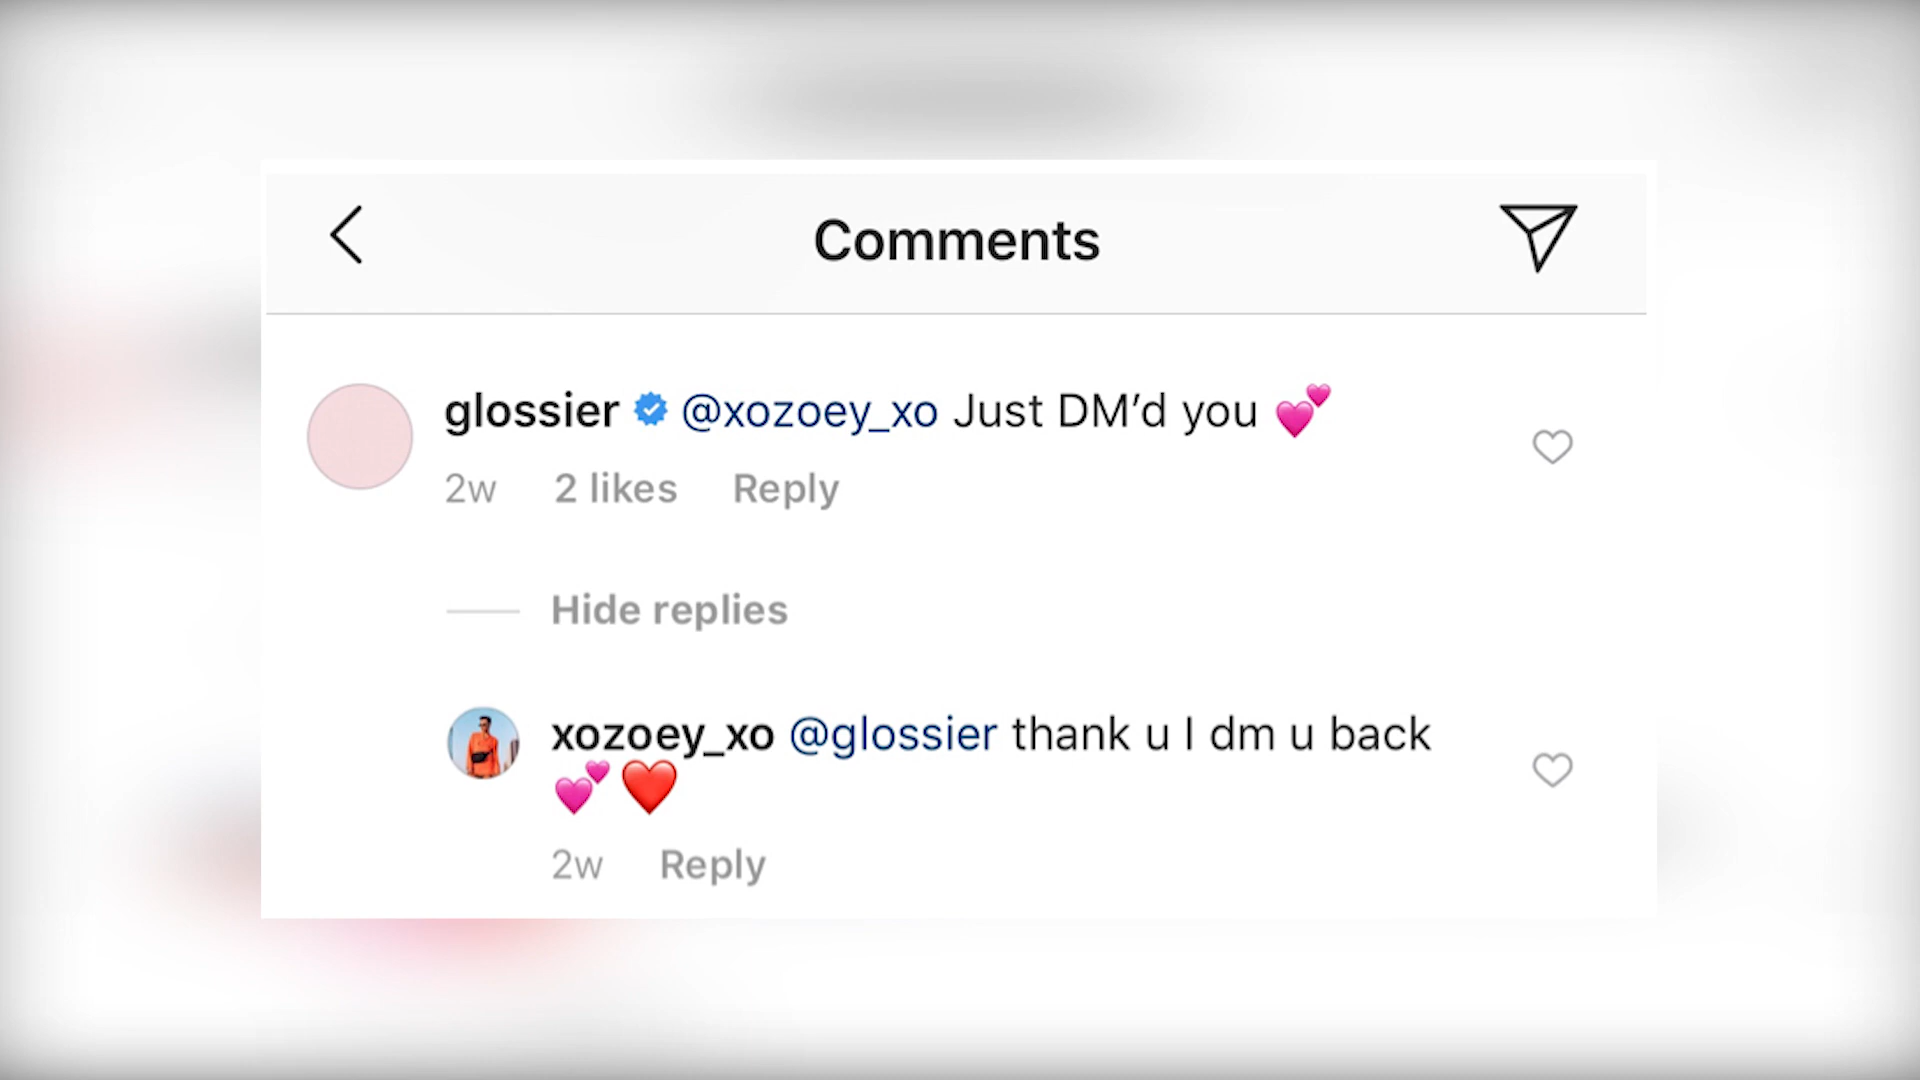 Comments
glossier @xozoey_xo Just DM’d you 💕
2w 2 likes Reply
Hide replies
xozoey_xo @glossier thank u I dm u back
💕 ❤️
2w Reply